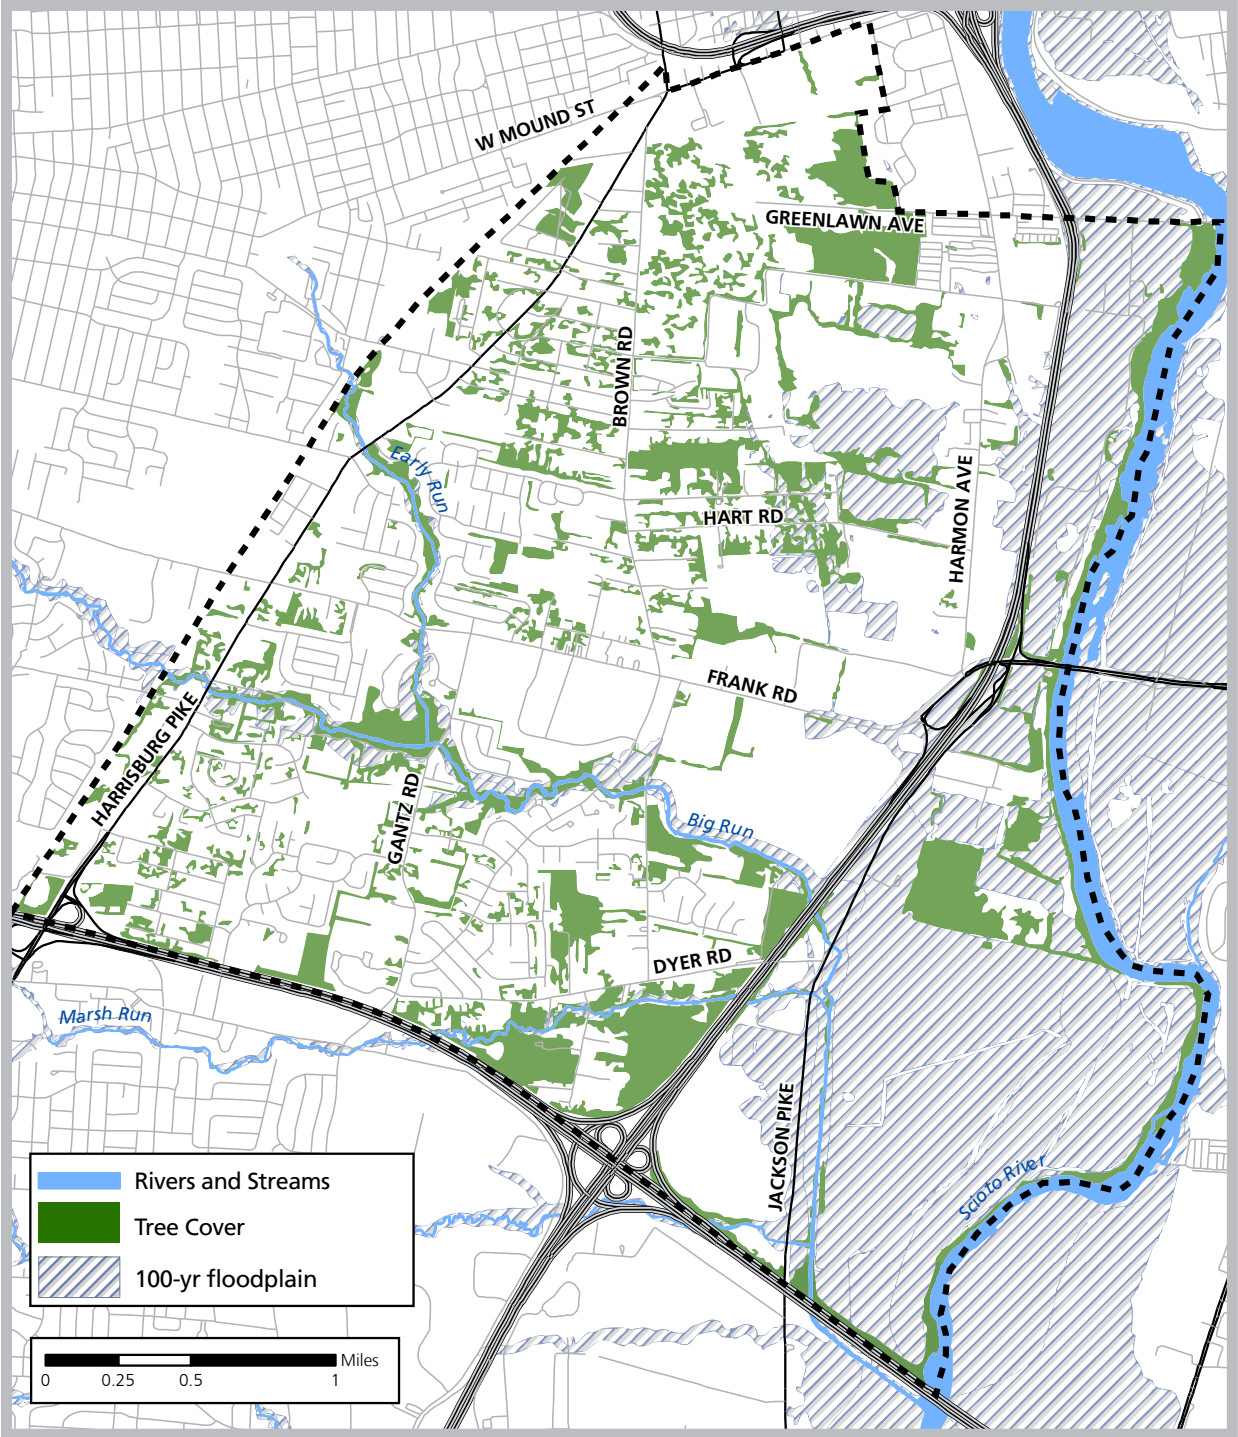 W MOUND ST
GREENLAWN AVE
BROWN RD
Early Run
HARMON AVE
HART RD
FRANK RD
HARRISBURG PIKE
GANTZ RD
Big Run
DYER RD
Marsh Run
JACKSON PIKE
Scioto River
Rivers and Streams
Tree Cover
100-yr floodplain
Miles
0 0.25 0.5 1